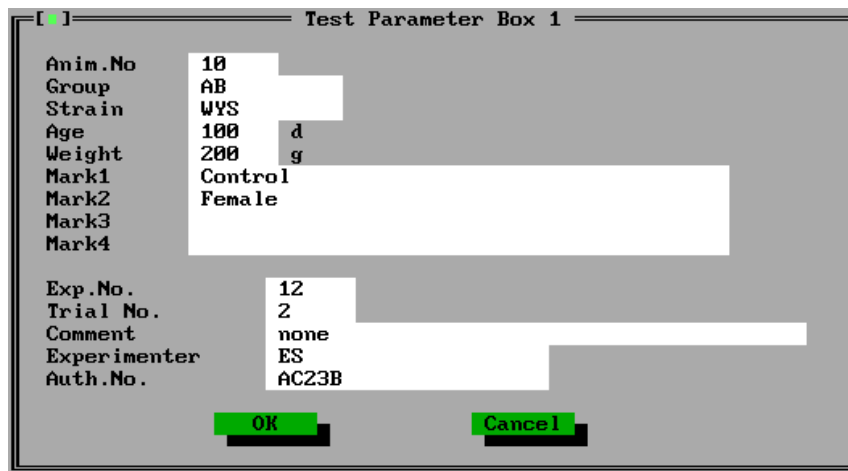 [■] Test Parameter Box 1
Anim.No 10
Group AB
Strain WYS
Age 100 d
Weight 200 g
Mark1 Control
Mark2 Female
Mark3
Mark4
Exp.No. 12
Trial No. 2
Comment none
Experimenter ES
Auth.No. AC23B
OK Cancel